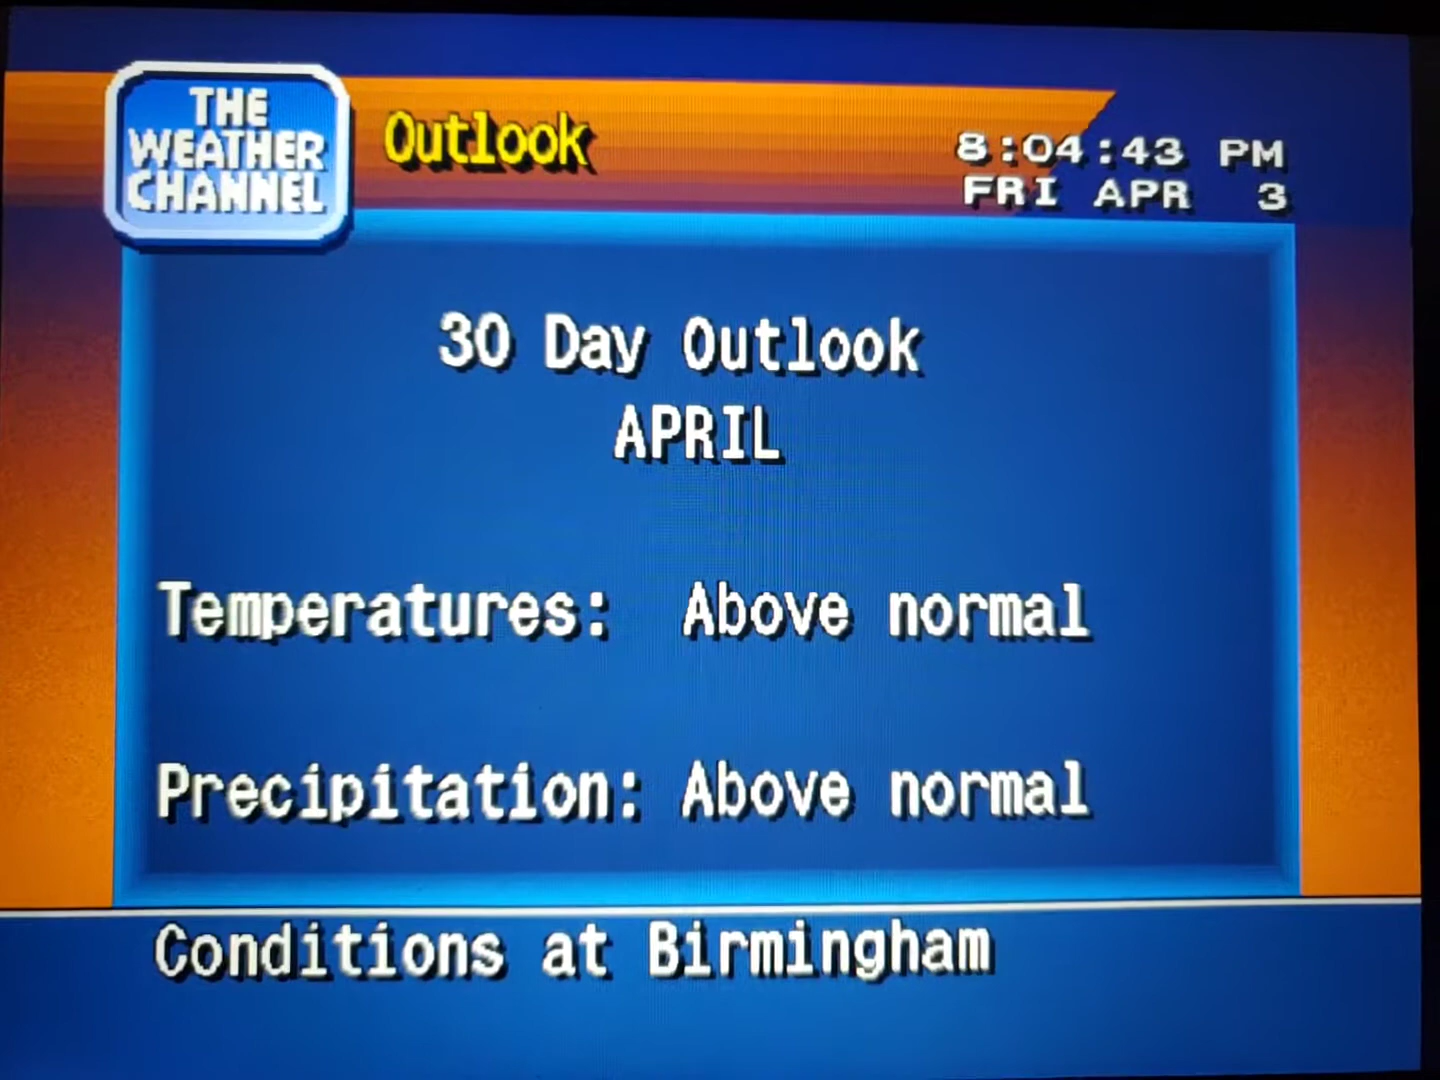 THE
WEATHER
CHANNEL
Outlook
8:04:43 PM
FRI APR 3
30 Day Outlook
APRIL
Temperatures: Above normal
Precipitation: Above normal
Conditions at Birmingham